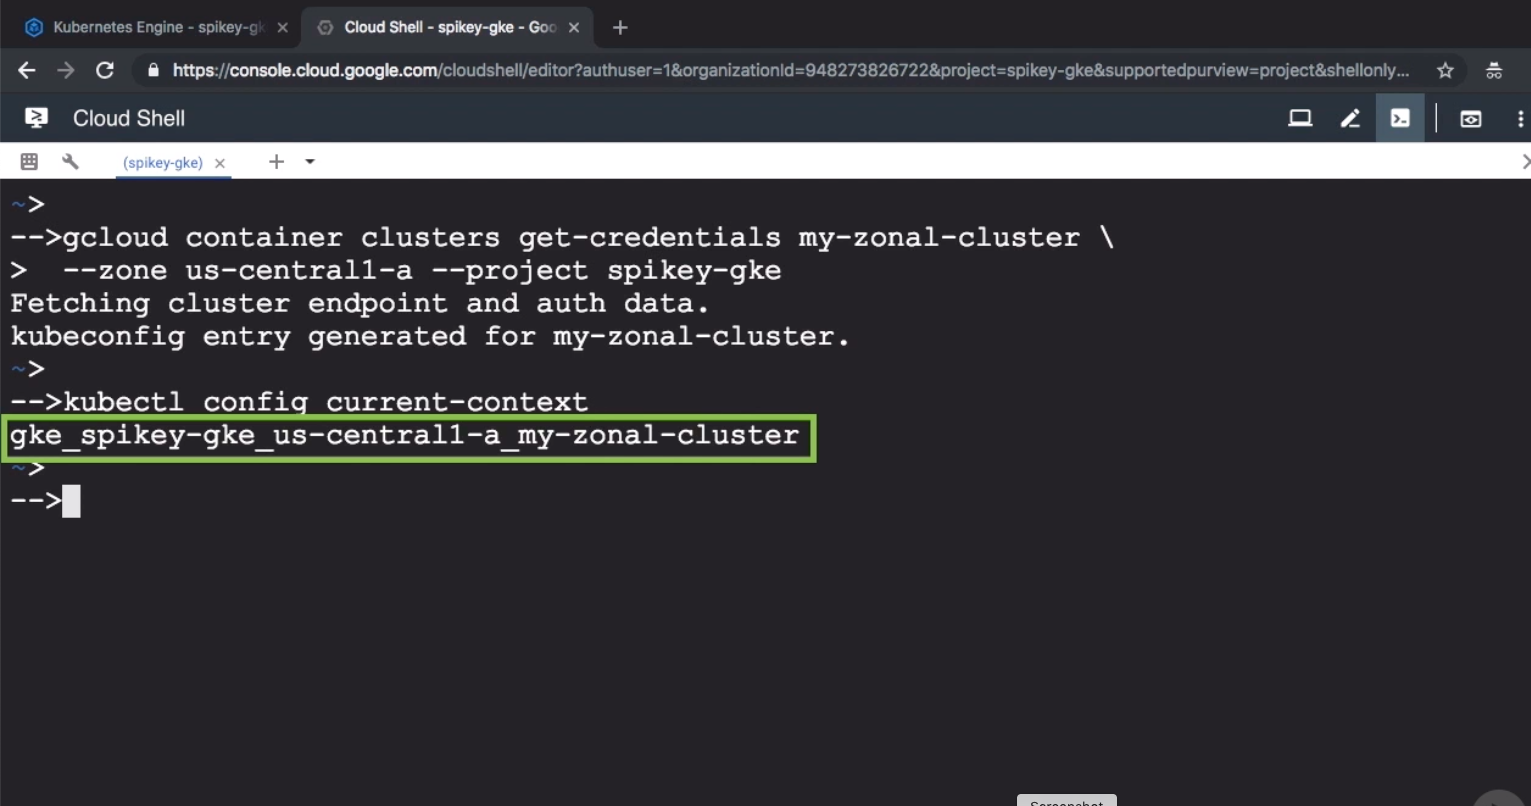 Kubernetes Engine - spikey-gk
Cloud Shell - spikey-gke - Goo
https://console.cloud.google.com/cloudshell/editor?authuser=1&organizationId=948273826722&project=spikey-gke&supportedpurview=project&shellonly...
Cloud Shell
(spikey-gke)
~>
-->gcloud container clusters get-credentials my-zonal-cluster \
>  --zone us-central1-a --project spikey-gke
Fetching cluster endpoint and auth data.
kubeconfig entry generated for my-zonal-cluster.
~>
-->kubectl config current-context
gke_spikey-gke_us-central1-a_my-zonal-cluster
~>
-->
Screenshot